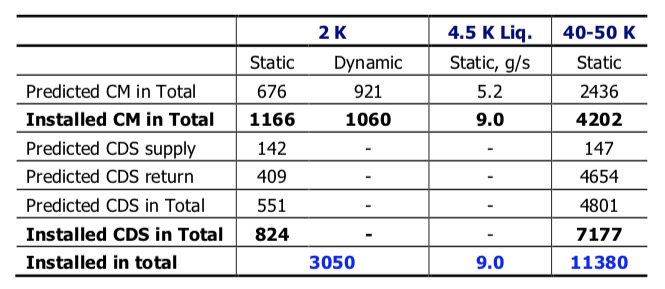 2 K 4.5 K Liq. 40-50 K
Static Dynamic Static, g/s Static
Predicted CM in Total 676 921 5.2 2436
Installed CM in Total 1166 1060 9.0 4202
Predicted CDS supply 142 - - 147
Predicted CDS return 409 - - 4654
Predicted CDS in Total 551 - - 4801
Installed CDS in Total 824 - - 7177
Installed in total 3050 9.0 11380